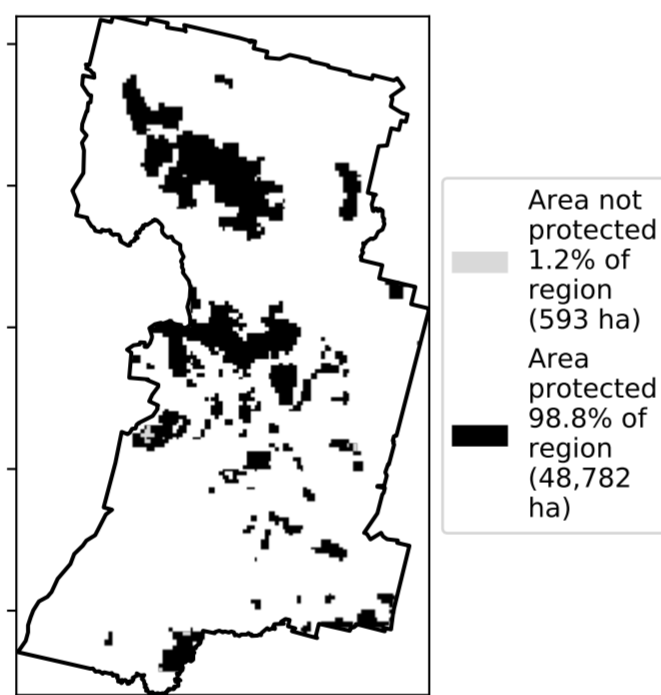 Area not
protected
1.2% of
region
(593 ha)
Area
protected
98.8% of
region
(48,782
ha)